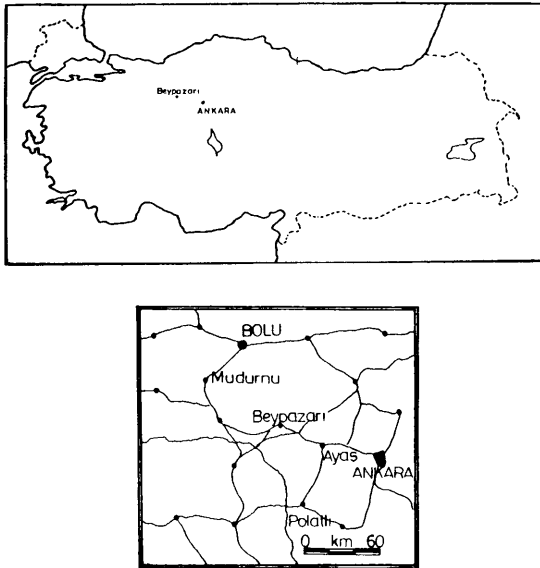 Beypazarı
ANKARA
BOLU
Mudurnu
Beypazarı
Ayaş
ANKARA
Polatlı
0 km 60